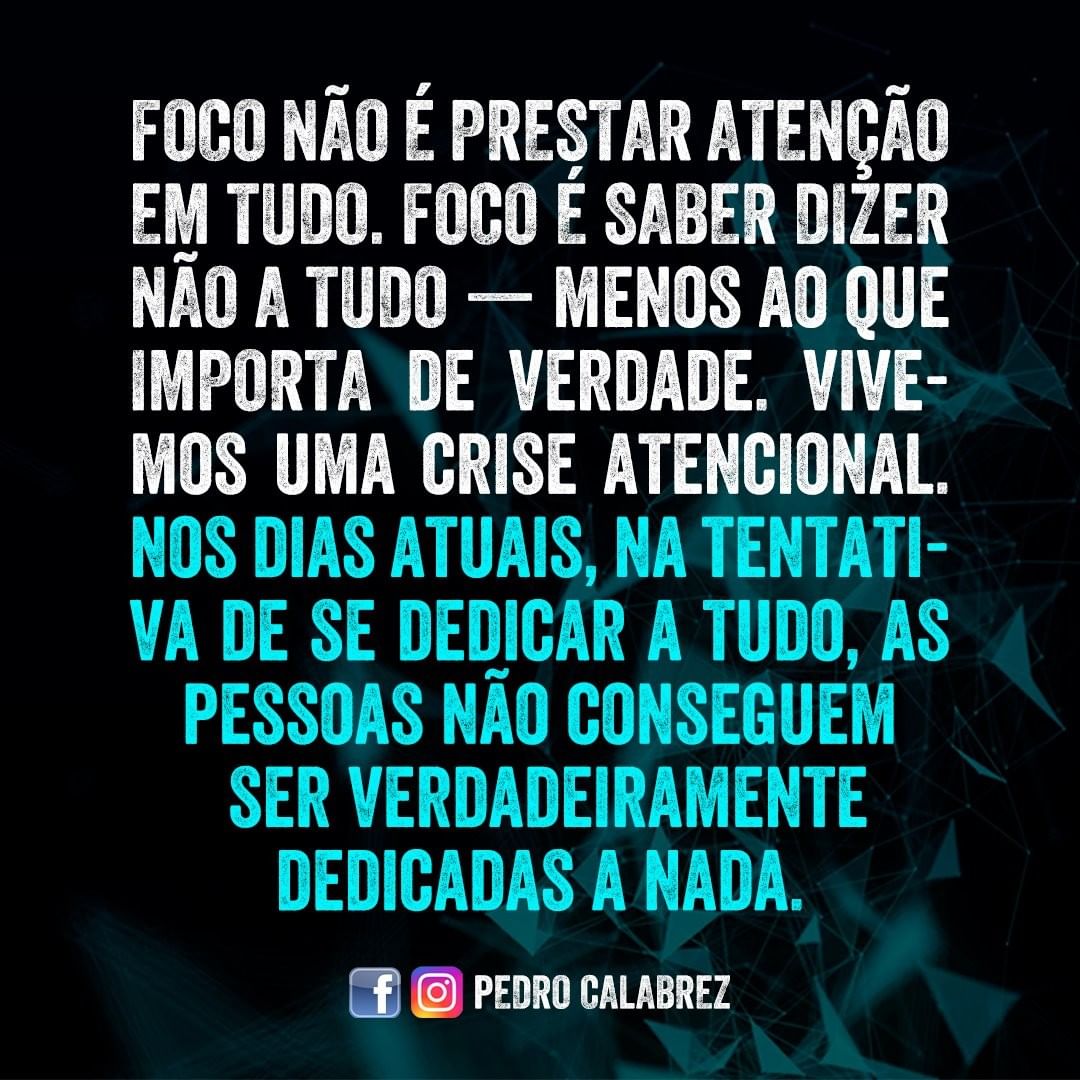 FOCO NÃO É PRESTAR ATENÇÃO
EM TUDO. FOCO É SABER DIZER
NÃO A TUDO — MENOS AO QUE
IMPORTA DE VERDADE. VIVE-
MOS UMA CRISE ATENCIONAL.
NOS DIAS ATUAIS, NA TENTATI-
VA DE SE DEDICAR A TUDO, AS
PESSOAS NÃO CONSEGUEM
SER VERDADEIRAMENTE
DEDICADAS A NADA.
PEDRO CALABREZ